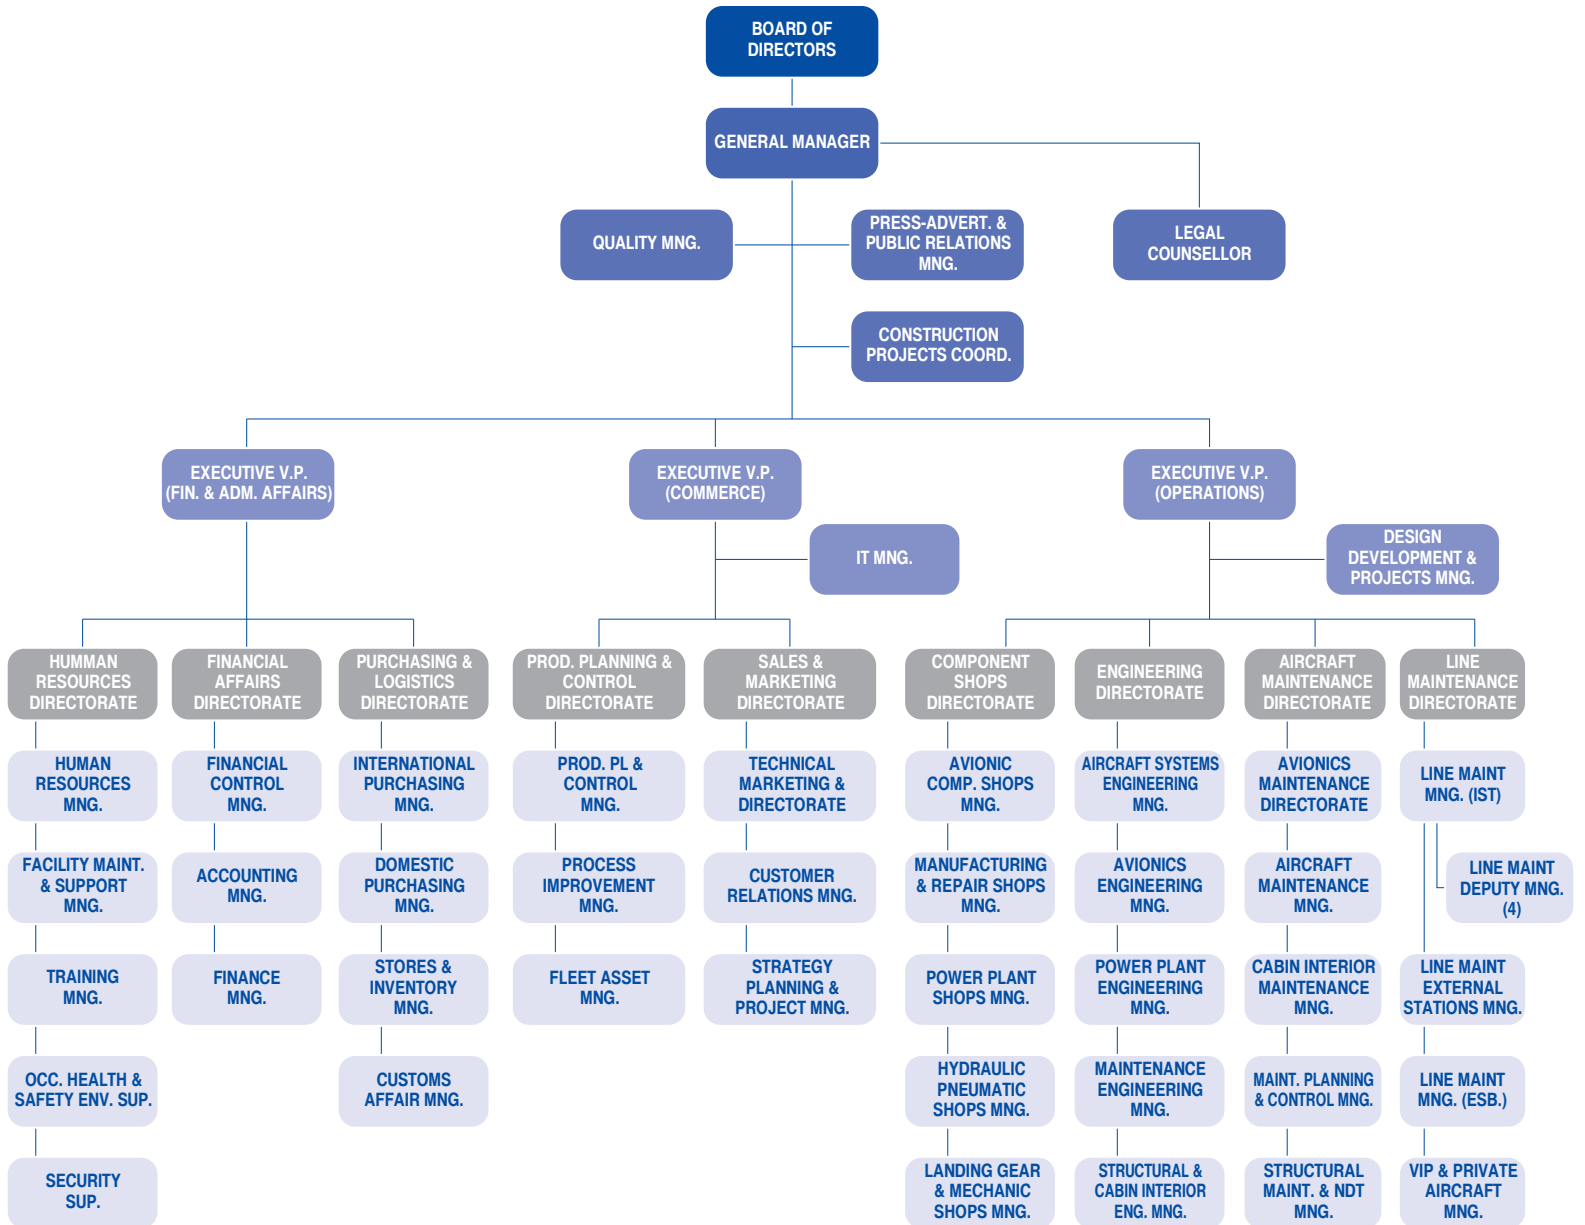 BOARD OF
DIRECTORS
GENERAL MANAGER
QUALITY MNG.
PRESS-ADVERT. &
PUBLIC RELATIONS
MNG.
LEGAL
COUNSELLOR
CONSTRUCTION
PROJECTS COORD.
EXECUTIVE V.P.
(FIN. & ADM. AFFAIRS)
EXECUTIVE V.P.
(COMMERCE)
EXECUTIVE V.P.
(OPERATIONS)
IT MNG.
DESIGN
DEVELOPMENT &
PROJECTS MNG.
HUMMAN
RESOURCES
DIRECTORATE
FINANCIAL
AFFAIRS
DIRECTORATE
PURCHASING &
LOGISTICS
DIRECTORATE
PROD. PLANNING &
CONTROL
DIRECTORATE
SALES &
MARKETING
DIRECTORATE
COMPONENT
SHOPS
DIRECTORATE
ENGINEERING
DIRECTORATE
AIRCRAFT
MAINTENANCE
DIRECTORATE
LINE
MAINTENANCE
DIRECTORATE
HUMAN
RESOURCES
MNG.
FINANCIAL
CONTROL
MNG.
INTERNATIONAL
PURCHASING
MNG.
PROD. PL &
CONTROL
MNG.
TECHNICAL
MARKETING &
DIRECTORATE
AVIONIC
COMP. SHOPS
MNG.
AIRCRAFT SYSTEMS
ENGINEERING
MNG.
AVIONICS
MAINTENANCE
DIRECTORATE
LINE MAINT
MNG. (IST)
FACILITY MAINT.
& SUPPORT
MNG.
ACCOUNTING
MNG.
DOMESTIC
PURCHASING
MNG.
PROCESS
IMPROVEMENT
MNG.
CUSTOMER
RELATIONS MNG.
MANUFACTURING
& REPAIR SHOPS
MNG.
AVIONICS
ENGINEERING
MNG.
AIRCRAFT
MAINTENANCE
MNG.
LINE MAINT
DEPUTY MNG.
(4)
TRAINING
MNG.
FINANCE
MNG.
STORES &
INVENTORY
MNG.
FLEET ASSET
MNG.
STRATEGY
PLANNING &
PROJECT MNG.
POWER PLANT
SHOPS MNG.
POWER PLANT
ENGINEERING
MNG.
CABIN INTERIOR
MAINTENANCE
MNG.
LINE MAINT
EXTERNAL
STATIONS MNG.
OCC. HEALTH &
SAFETY ENV. SUP.
CUSTOMS
AFFAIR MNG.
HYDRAULIC
PNEUMATIC
SHOPS MNG.
MAINTENANCE
ENGINEERING
MNG.
MAINT. PLANNING
& CONTROL MNG.
LINE MAINT
MNG. (ESB.)
SECURITY
SUP.
LANDING GEAR
& MECHANIC
SHOPS MNG.
STRUCTURAL &
CABIN INTERIOR
ENG. MNG.
STRUCTURAL
MAINT. & NDT
MNG.
VIP & PRIVATE
AIRCRAFT
MNG.